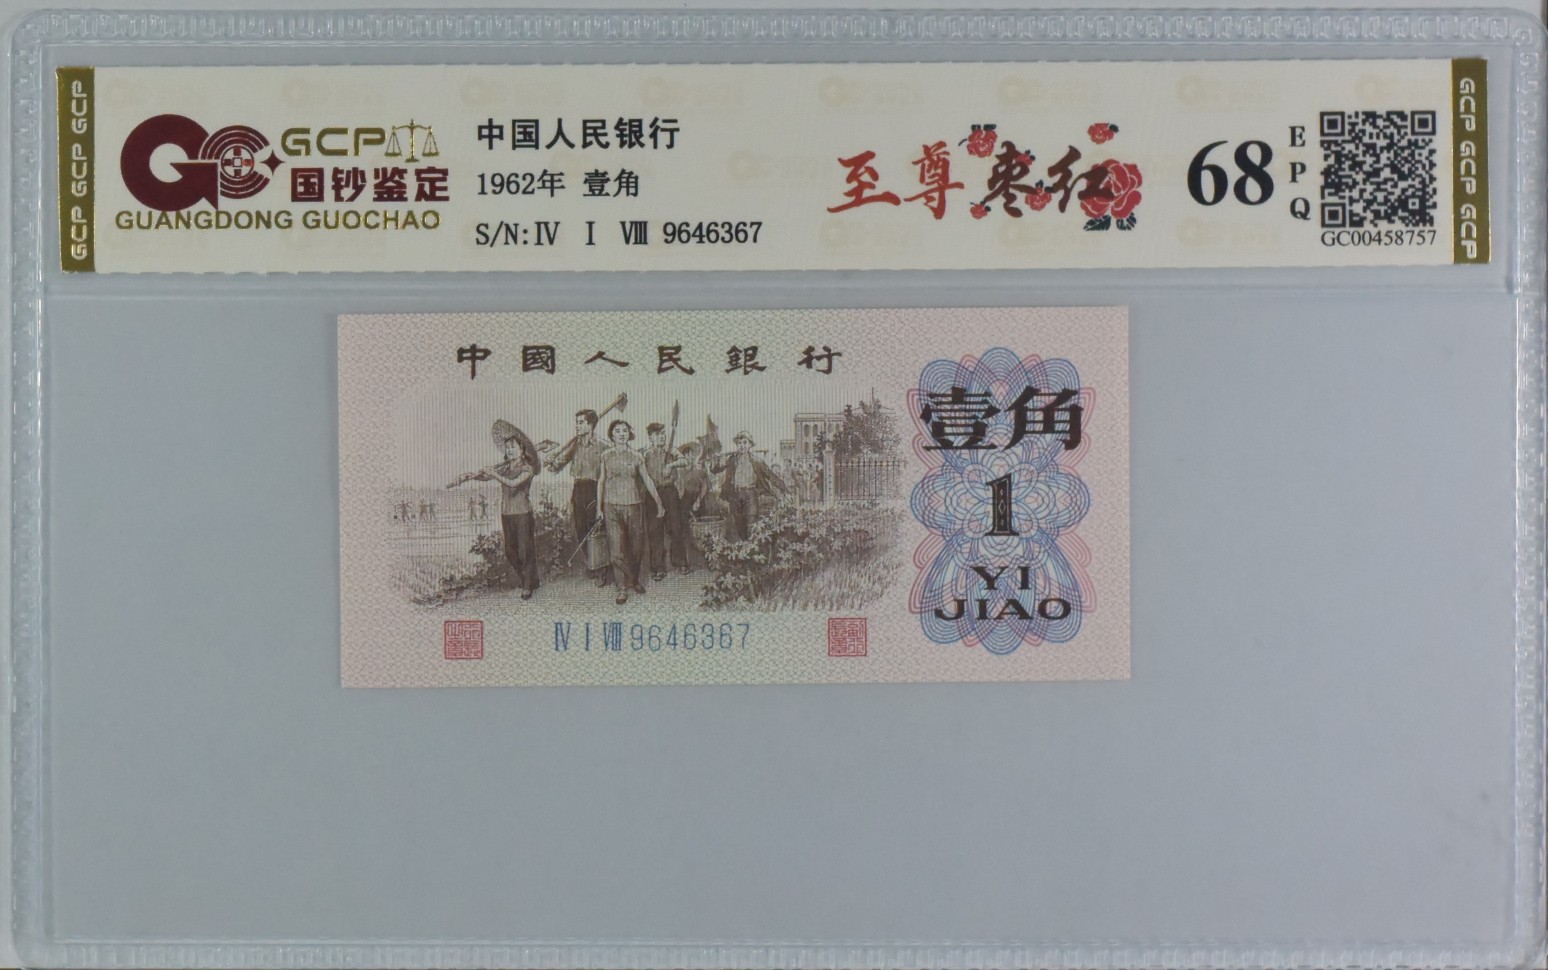 GCP GCP GCP
GCP
国钞鉴定
GUANGDONG GUOCHAO
中国人民银行
1962年 壹角
S/N:Ⅳ Ⅰ Ⅷ 9646367
至尊枣红
68
EPQ
GC00458757
GCP GCP GCP
中國人民銀行
壹角
1
YI
JIAO
Ⅳ Ⅰ Ⅷ 9646367